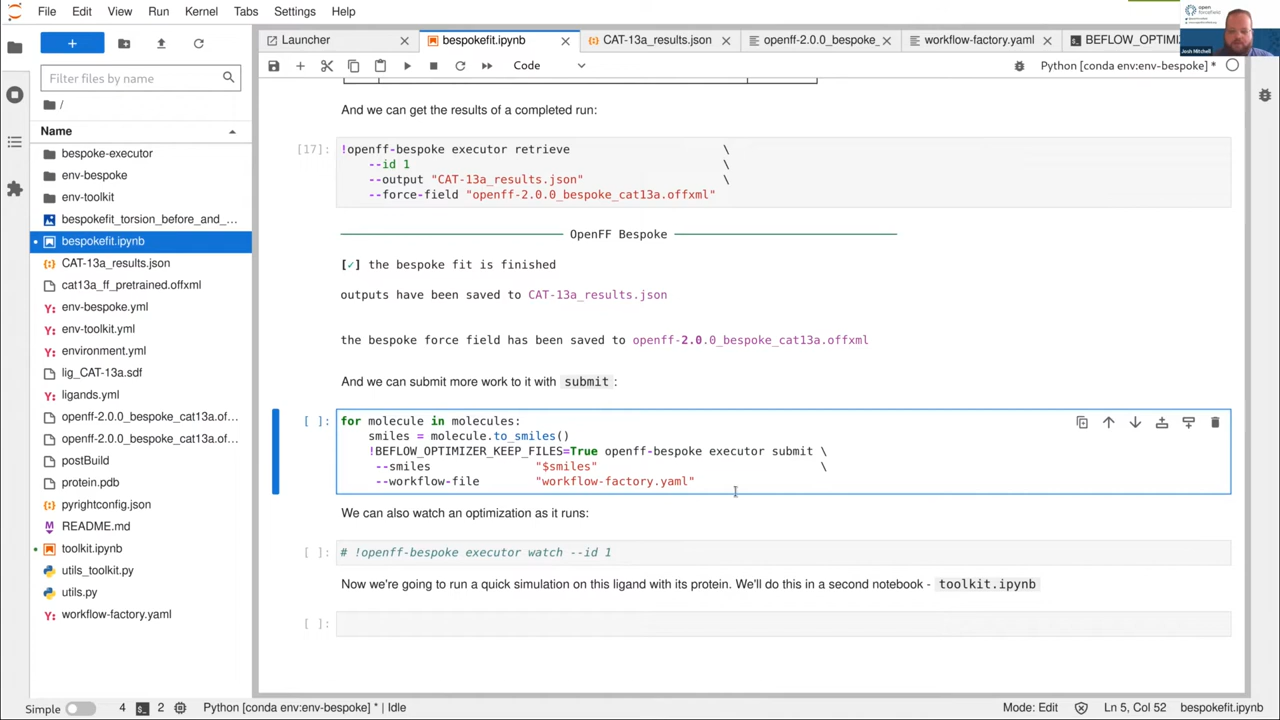 File Edit View Run Kernel Tabs Settings Help
open
forcefield
Josh Mitchell
Launcher
bespokefit.ipynb
CAT-13a_results.json
openff-2.0.0_bespoke_
workflow-factory.yaml
BEFLOW_OPTIMI
Code
Python [conda env:env-bespoke] *
Filter files by name
/
Name
bespoke-executor
env-bespoke
env-toolkit
bespokefit_torsion_before_and_...
bespokefit.ipynb
CAT-13a_results.json
cat13a_ff_pretrained.offxml
env-bespoke.yml
env-toolkit.yml
environment.yml
lig_CAT-13a.sdf
ligands.yml
openff-2.0.0_bespoke_cat13a.of...
openff-2.0.0_bespoke_cat13a.of...
postBuild
protein.pdb
pyrightconfig.json
README.md
toolkit.ipynb
utils_toolkit.py
utils.py
workflow-factory.yaml
And we can get the results of a completed run:
[17]: !openff-bespoke executor retrieve \
--id 1 \
--output "CAT-13a_results.json" \
--force-field "openff-2.0.0_bespoke_cat13a.offxml"
OpenFF Bespoke
[✓] the bespoke fit is finished
outputs have been saved to CAT-13a_results.json
the bespoke force field has been saved to openff-2.0.0_bespoke_cat13a.offxml
And we can submit more work to it with submit :
[ ]: for molecule in molecules:
smiles = molecule.to_smiles()
!BEFLOW_OPTIMIZER_KEEP_FILES=True openff-bespoke executor submit \
--smiles "$smiles" \
--workflow-file "workflow-factory.yaml"
We can also watch an optimization as it runs:
[ ]: # !openff-bespoke executor watch --id 1
Now we're going to run a quick simulation on this ligand with its protein. We'll do this in a second notebook - toolkit.ipynb
[ ]:
Simple 4 2 Python [conda env:env-bespoke] * | Idle Mode: Edit Ln 5, Col 52 bespokefit.ipynb